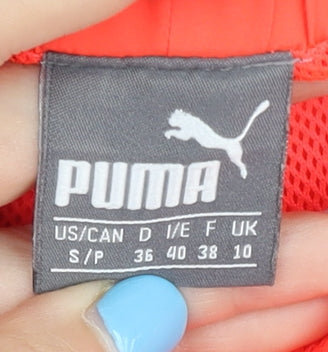 PUMA
US/CAN D I/E F UK
S/P 36 40 38 10